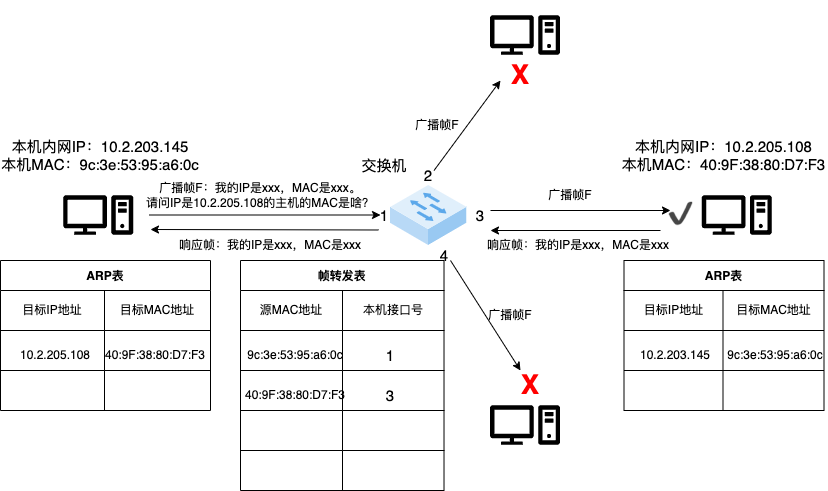 X
广播帧F
本机内网IP：10.2.203.145
本机MAC：9c:3e:53:95:a6:0c
交换机
2
本机内网IP：10.2.205.108
本机MAC：40:9F:38:80:D7:F3
广播帧F：我的IP是xxx，MAC是xxx。
请问IP是10.2.205.108的主机的MAC是啥?
1
3
广播帧F
响应帧：我的IP是xxx，MAC是xxx
响应帧：我的IP是xxx，MAC是xxx
4
ARP表
目标IP地址 目标MAC地址
10.2.205.108 40:9F:38:80:D7:F3
帧转发表
源MAC地址 本机接口号
9c:3e:53:95:a6:0c 1
40:9F:38:80:D7:F3 3
广播帧F
X
ARP表
目标IP地址 目标MAC地址
10.2.203.145 9c:3e:53:95:a6:0c